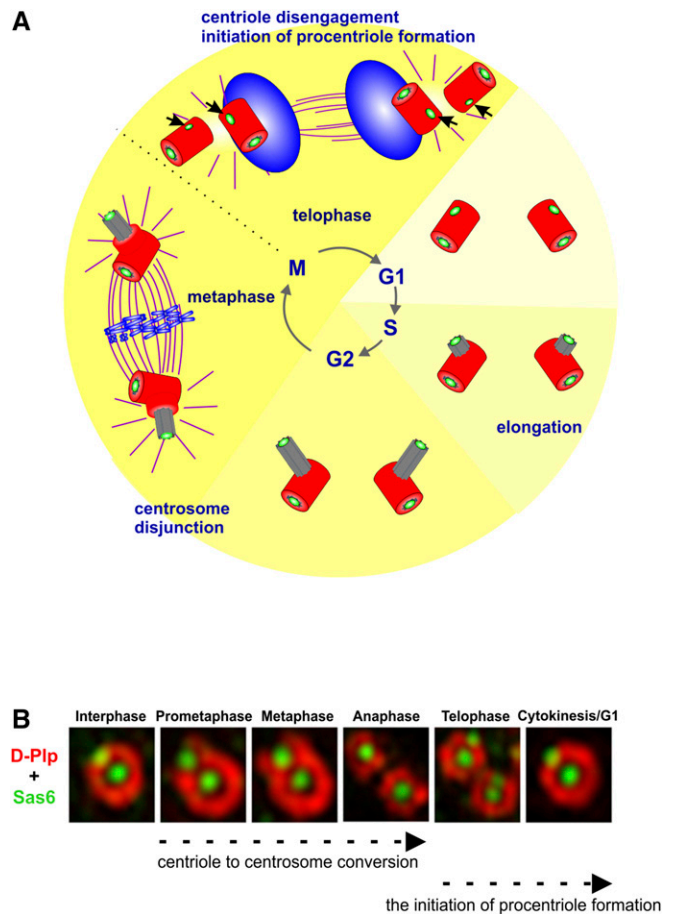 A
centriole disengagement
initiation of procentriole formation
telophase
M
metaphase
G1
S
G2
elongation
centrosome
disjunction
B
Interphase Prometaphase Metaphase Anaphase Telophase Cytokinesis/G1
D-Plp
+
Sas6
centriole to centrosome conversion
the initiation of procentriole formation